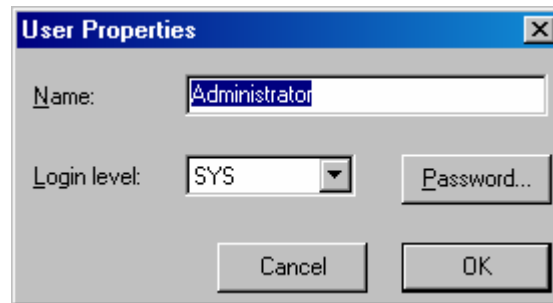 User Properties
Name: Administrator
Login level: SYS Password...
Cancel OK